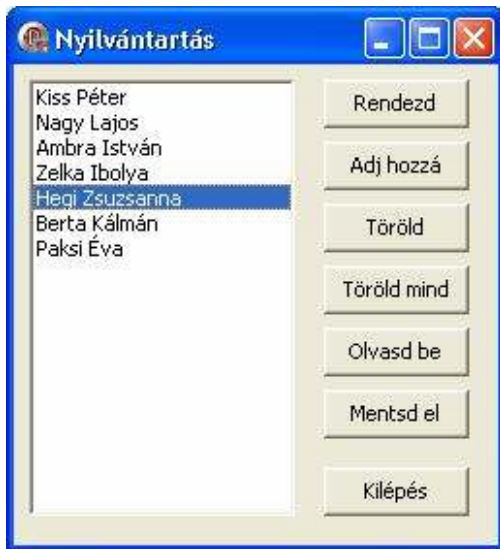 Nyilvántartás
Kiss Péter
Nagy Lajos
Ambra István
Zelka Ibolya
Hegi Zsuzsanna
Berta Kálmán
Paksi Éva
Rendezd
Adj hozzá
Töröld
Töröld mind
Olvasd be
Mentsd el
Kilépés